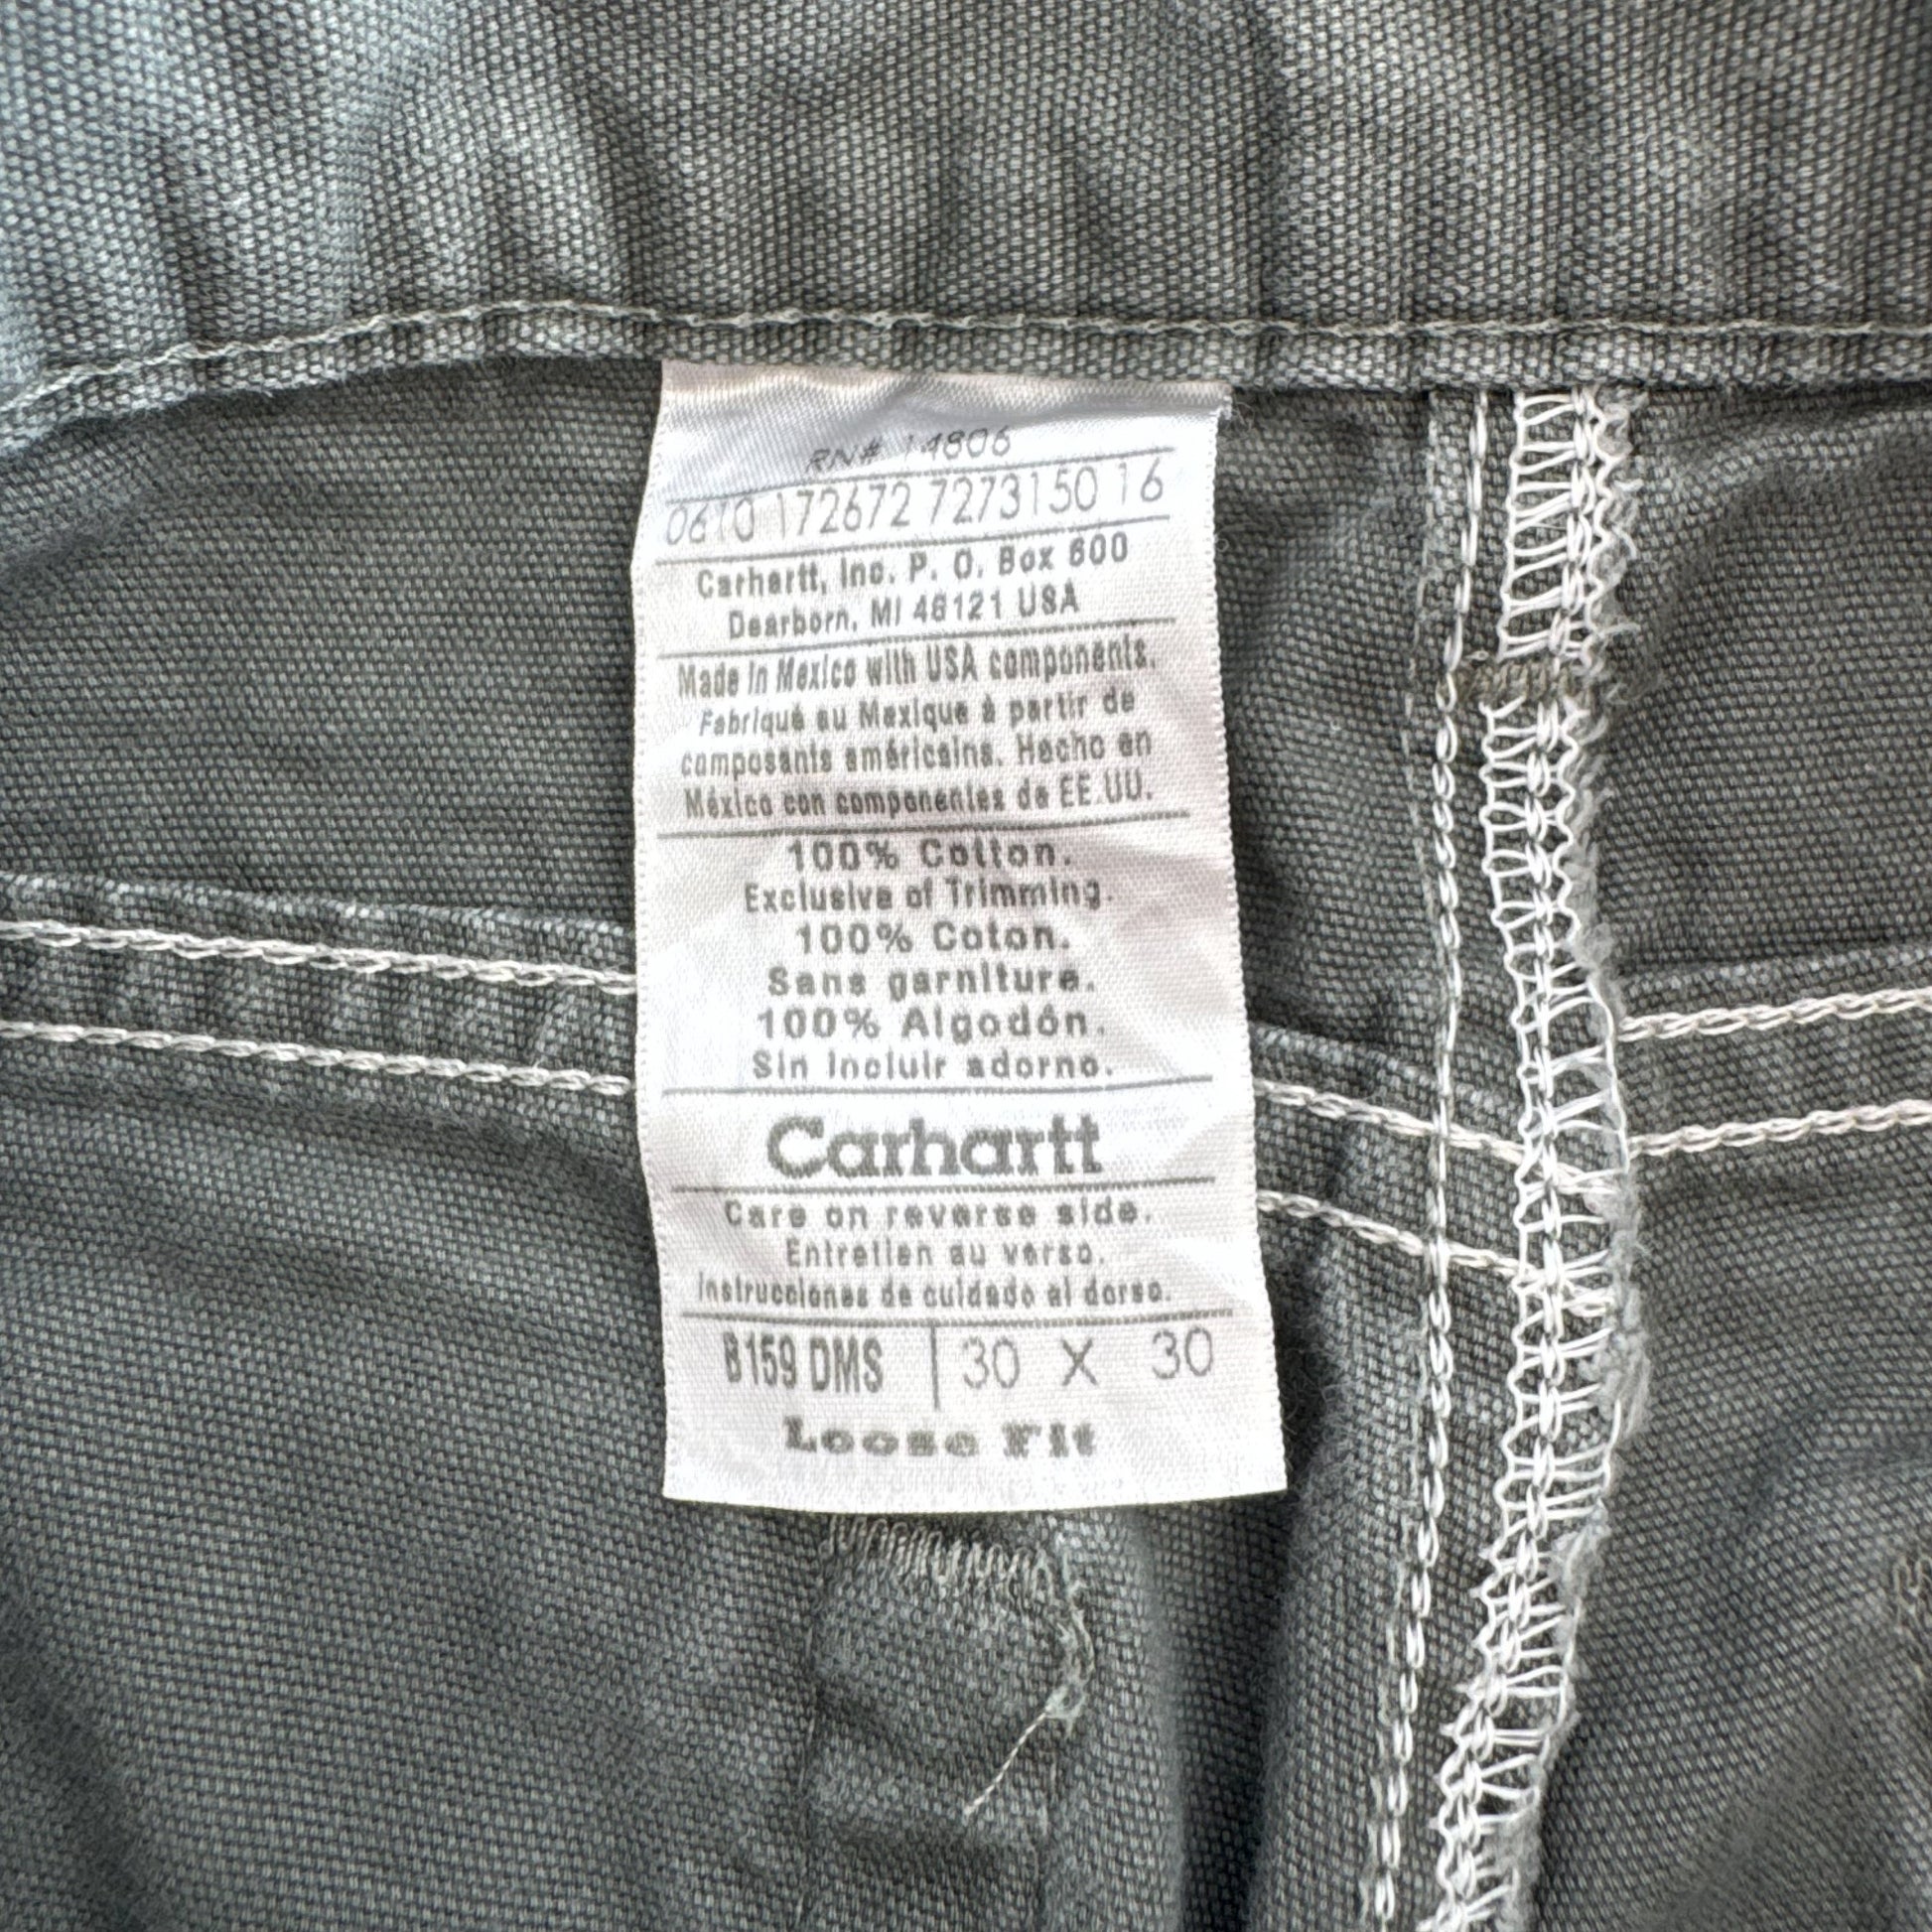 RN# 14806
0610 172672 7273150 16
Carhartt, Inc. P. O. Box 600
Dearborn, MI 48121 USA
Made in Mexico with USA components.
Fabriqué au Mexique à partir de
composants américains. Hecho en
México con componentes de EE.UU.
100% Cotton.
Exclusive of Trimming.
100% Coton.
Sans garniture.
100% Algodón.
Sin incluir adorno.
Carhartt
Care on reverse side.
Entretien au verso.
Instrucciones de cuidado al dorso.
B159 DMS | 30 X 30
Loose Fit